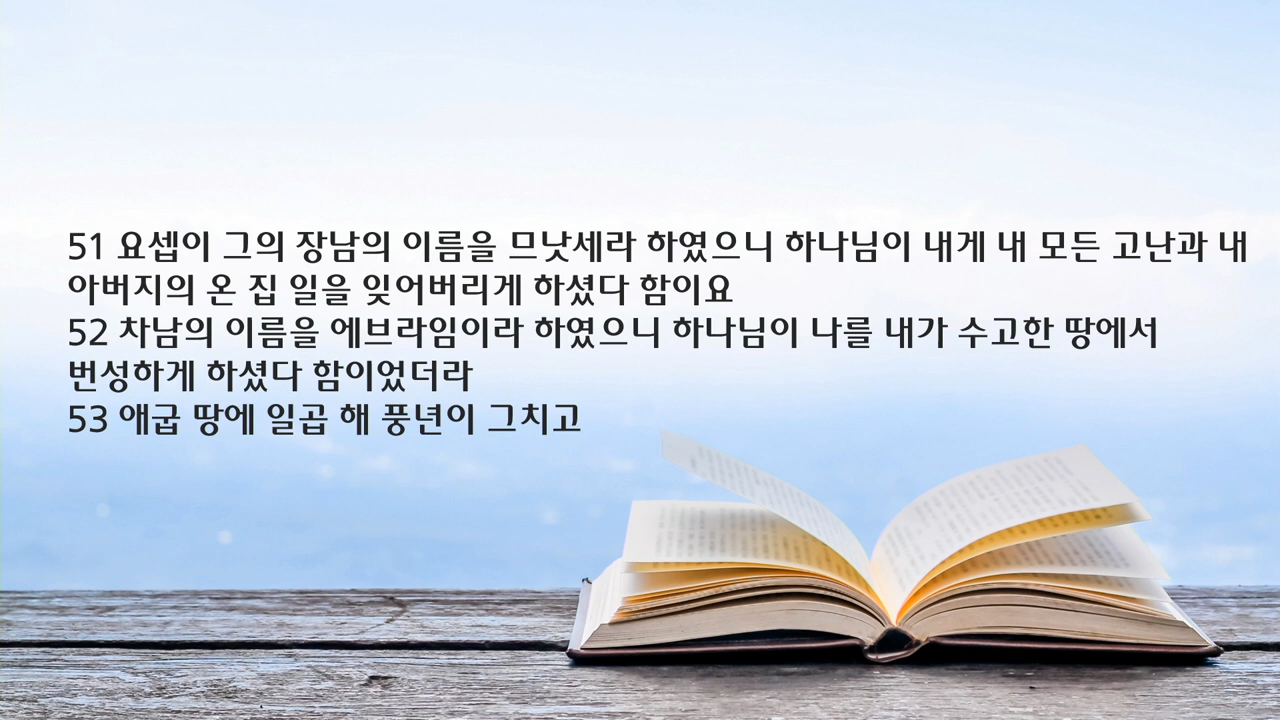 51 요셉이 그의 장남의 이름을 므낫세라 하였으니 하나님이 내게 내 모든 고난과 내
아버지의 온 집 일을 잊어버리게 하셨다 함이요
52 차남의 이름을 에브라임이라 하였으니 하나님이 나를 내가 수고한 땅에서
번성하게 하셨다 함이었더라
53 애굽 땅에 일곱 해 풍년이 그치고